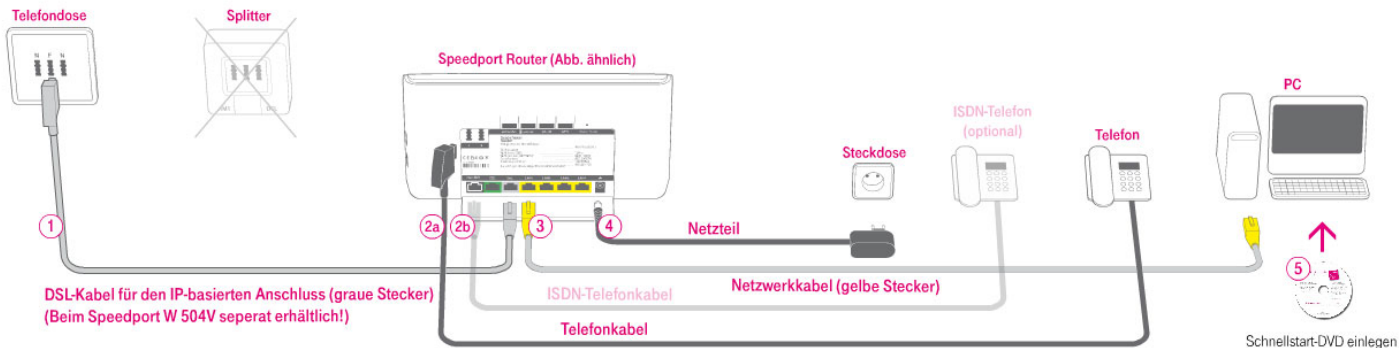 Telefondose
Splitter
Speedport Router (Abb. ähnlich)
ISDN-Telefon
(optional)
Telefon
PC
Steckdose
N F N
1
2a
2b
3
4
5
Netzteil
DSL-Kabel für den IP-basierten Anschluss (graue Stecker)
(Beim Speedport W 504V seperat erhältlich!)
ISDN-Telefonkabel
Netzwerkkabel (gelbe Stecker)
Telefonkabel
Schnellstart-DVD einlegen